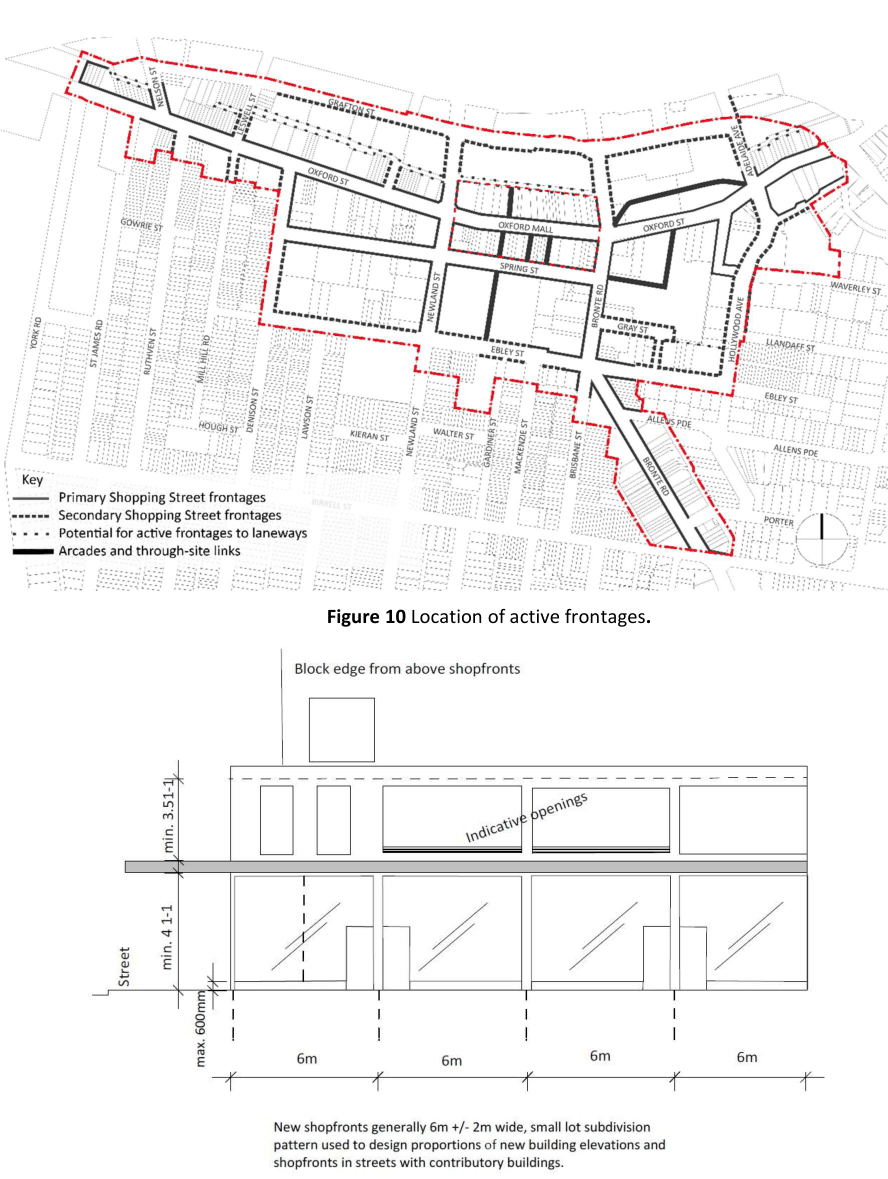 NELSON ST
LESWELL ST
GRAFTON ST
ADELAIDE AVE
OXFORD ST
OXFORD MALL
OXFORD ST
GOWRIE ST
SPRING ST
NEWLAND ST
BRONTE RD
GRAY ST
HOLLYWOOD AVE
WAVERLEY ST
YORK RD
ST JAMES RD
RUTHVEN ST
MILL HILL RD
EBLEY ST
LLANDAFF ST
DENISON ST
LAWSON ST
NEWLAND ST
EBLEY ST
HOUGH ST
KIERAN ST
WALTER ST
GARDINER ST
MACKENZIE ST
BRISBANE ST
ALLENS PDE
ALLENS PDE
BRONTE RD
BIRRELL ST
PORTER
Key
Primary Shopping Street frontages
Secondary Shopping Street frontages
Potential for active frontages to laneways
Arcades and through-site links
Figure 10 Location of active frontages.
Block edge from above shopfronts
min. 3.51-1
Indicative openings
min. 4 1-1
Street
max. 600mm
6m
6m
6m
6m
New shopfronts generally 6m +/- 2m wide, small lot subdivision
pattern used to design proportions of new building elevations and
shopfronts in streets with contributory buildings.